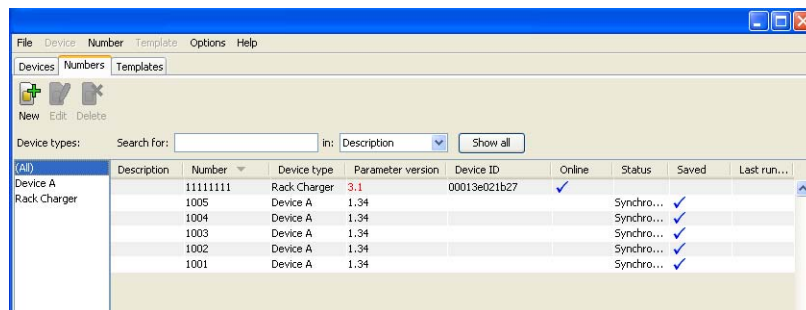 File Device Number Template Options Help
Devices Numbers Templates
New Edit Delete
Device types: Search for: in: Description Show all
(All)
Device A
Rack Charger
Description Number Device type Parameter version Device ID Online Status Saved Last run...
11111111 Rack Charger 3.1 00013e021b27
1005 Device A 1.34 Synchro...
1004 Device A 1.34 Synchro...
1003 Device A 1.34 Synchro...
1002 Device A 1.34 Synchro...
1001 Device A 1.34 Synchro...